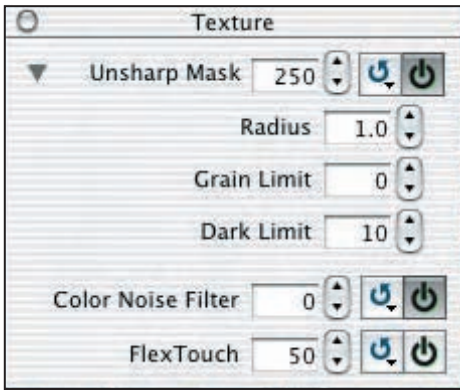 Texture
Unsharp Mask 250
Radius 1.0
Grain Limit 0
Dark Limit 10
Color Noise Filter 0
FlexTouch 50